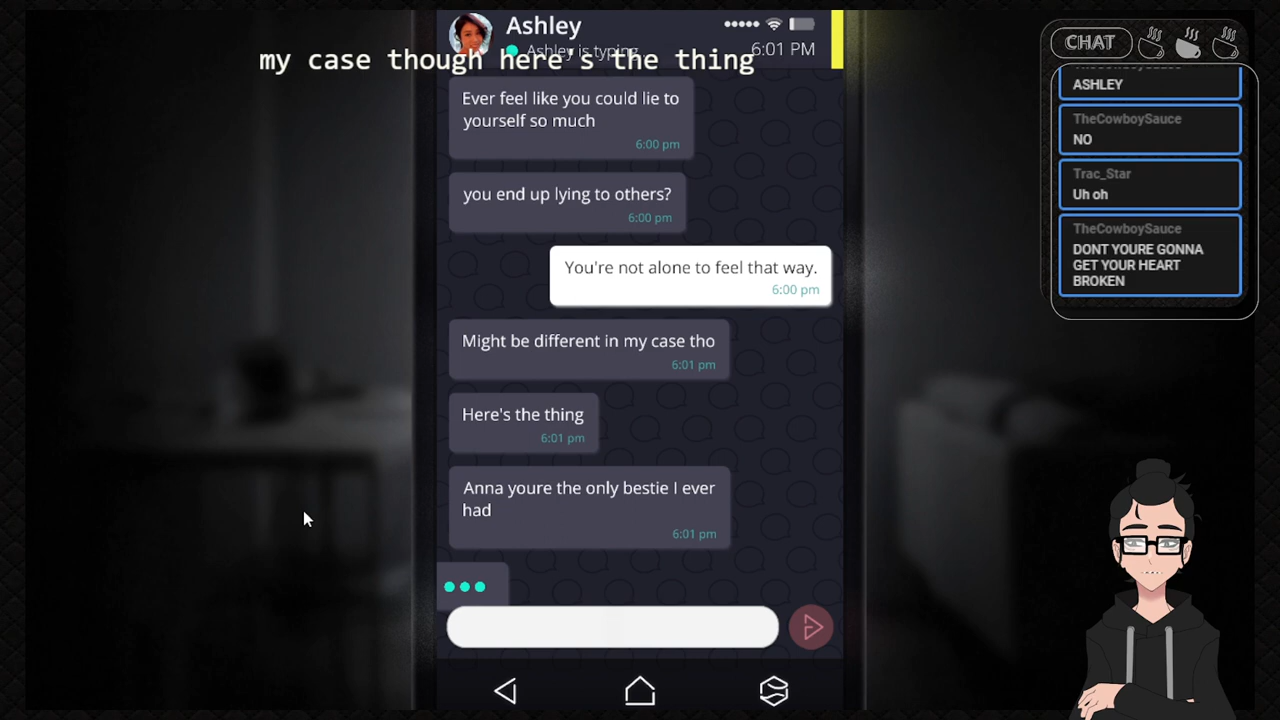 Ashley
Ashley is typing...
6:01 PM
my case though here's the thing
Ever feel like you could lie to
yourself so much
6:00 pm
you end up lying to others?
6:00 pm
You're not alone to feel that way.
6:00 pm
Might be different in my case tho
6:01 pm
Here's the thing
6:01 pm
Anna youre the only bestie I ever
had
6:01 pm
CHAT
ASHLEY
TheCowboySauce
NO
Trac_Star
Uh oh
TheCowboySauce
DONT YOURE GONNA
GET YOUR HEART
BROKEN